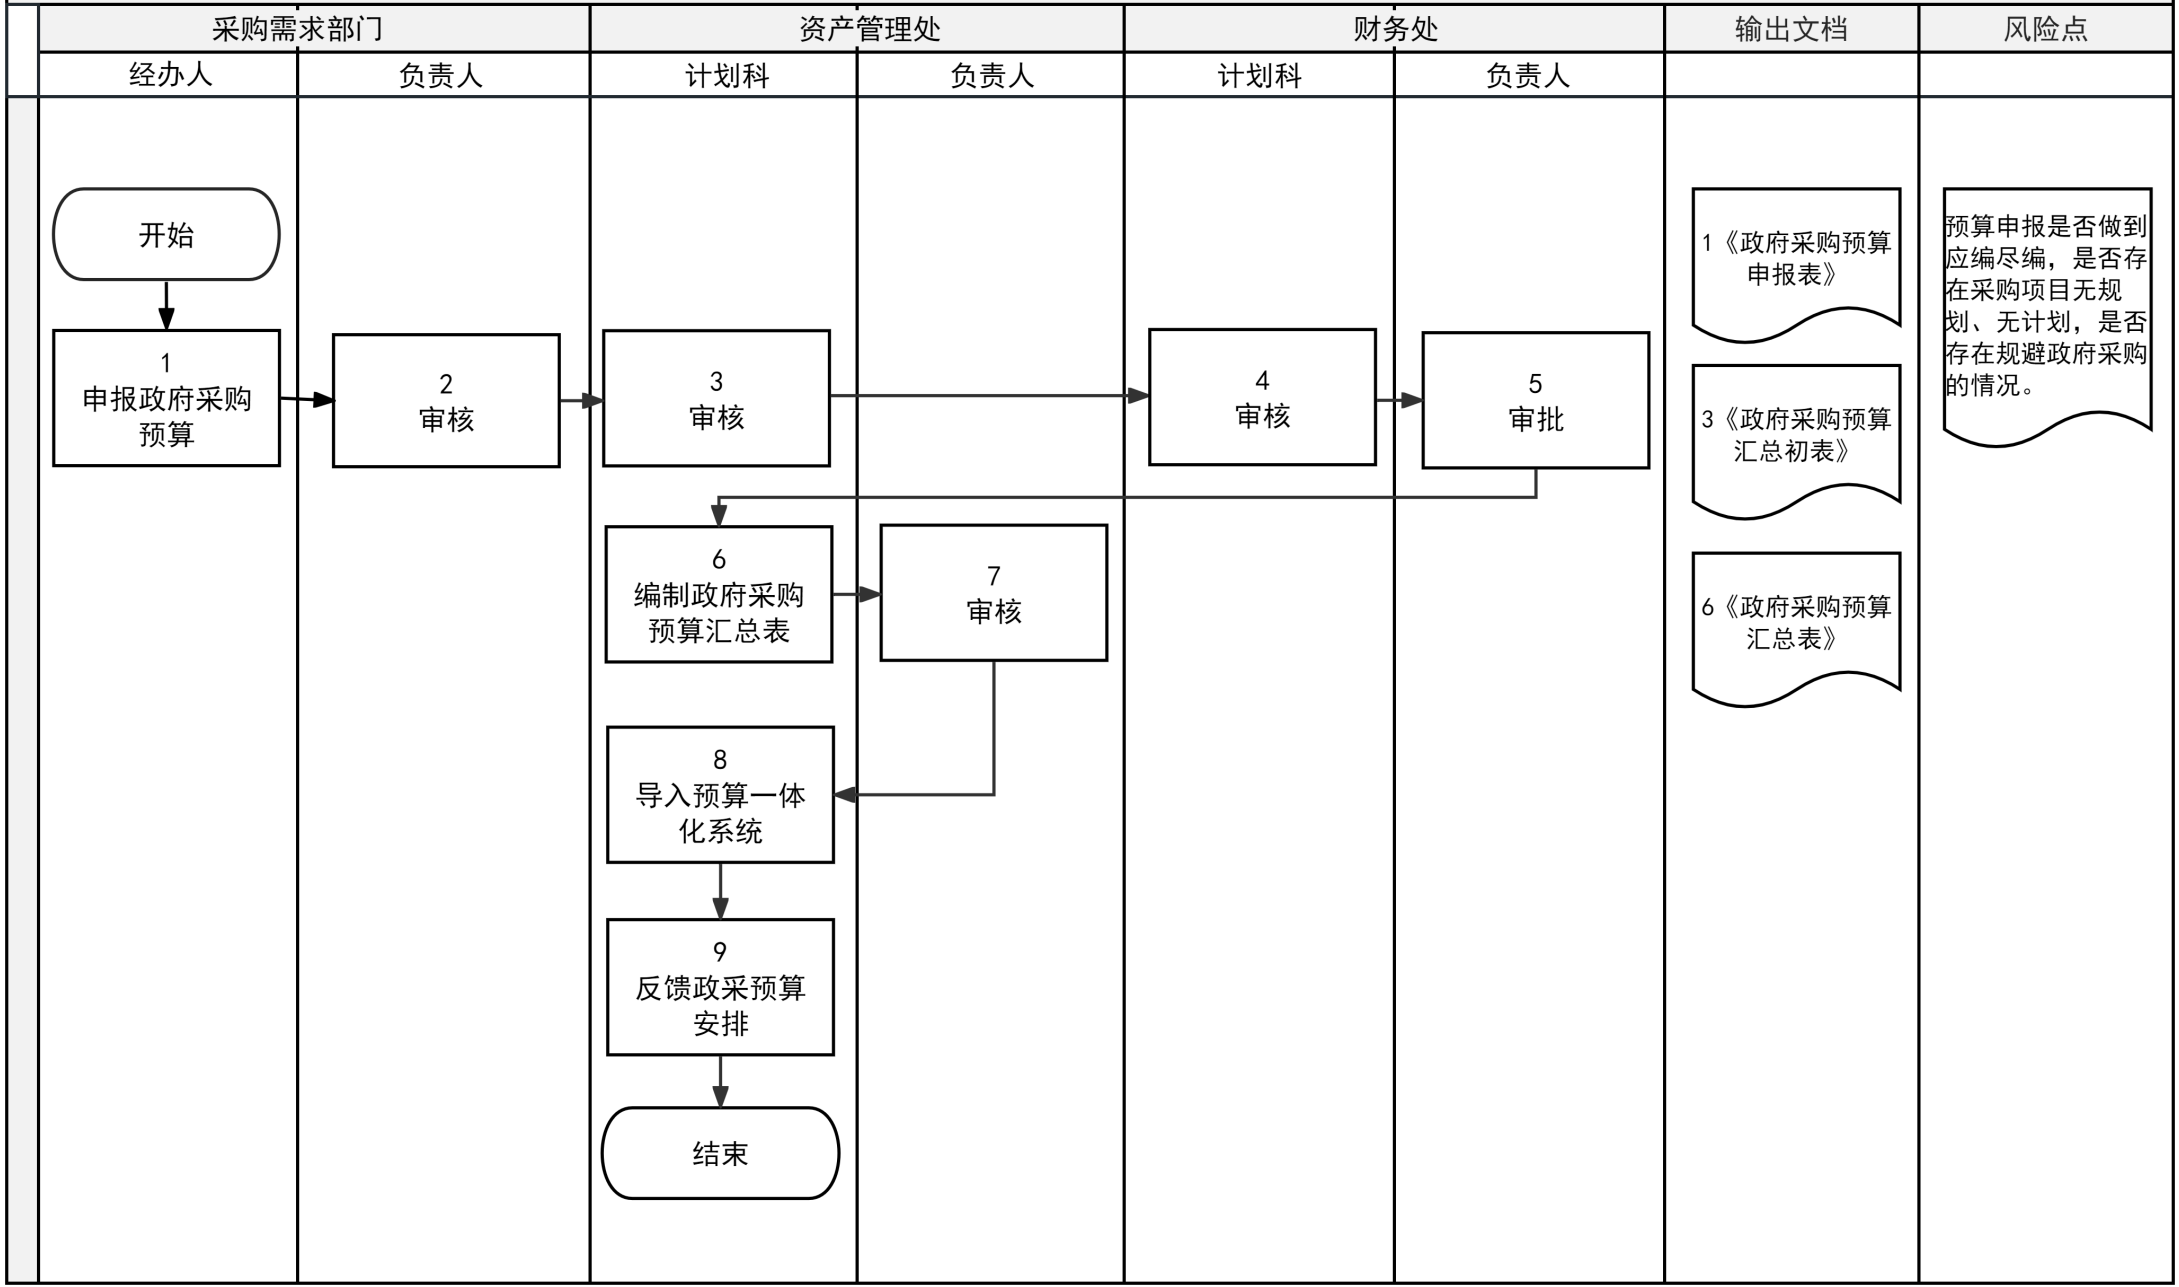 采购需求部门
资产管理处
财务处
输出文档
风险点
经办人
负责人
计划科
负责人
计划科
负责人
开始
1
申报政府采购
预算
2
审核
3
审核
4
审核
5
审批
6
编制政府采购
预算汇总表
7
审核
8
导入预算一体
化系统
9
反馈政采预算
安排
结束
1《政府采购预算
申报表》
3《政府采购预算
汇总初表》
6《政府采购预算
汇总表》
预算申报是否做到
应编尽编，是否存
在采购项目无规
划、无计划，是否
存在规避政府采购
的情况。